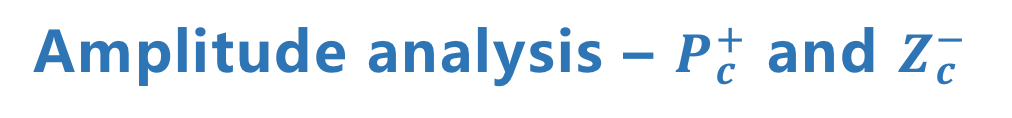 Amplitude analysis – $P_c^+$ and $Z_c^-$